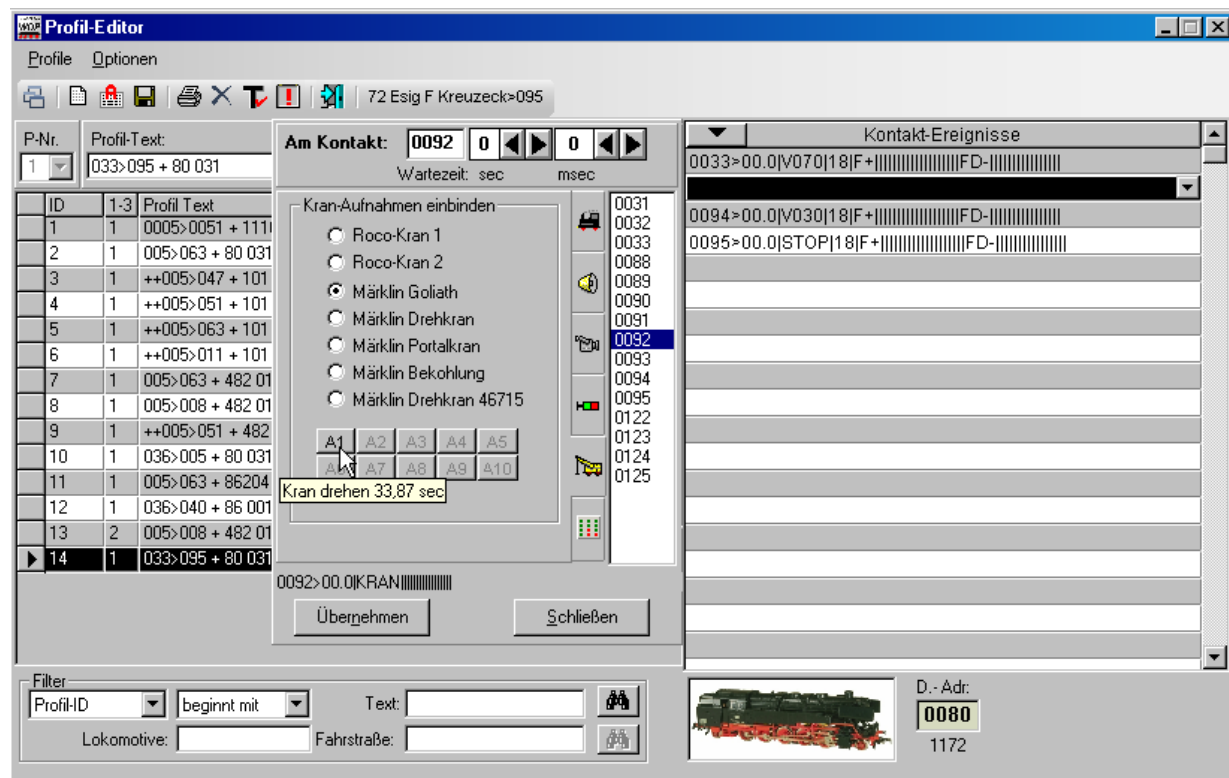 Profil-Editor
Profile Optionen
72 Esig F Kreuzeck>095
P-Nr. Profil-Text:
1 033>095 + 80 031
Am Kontakt: 0092 0 0
Wartezeit: sec msec
Kran-Aufnahmen einbinden
Roco-Kran 1
Roco-Kran 2
Märklin Goliath
Märklin Drehkran
Märklin Portalkran
Märklin Bekohlung
Märklin Drehkran 46715
A1 A2 A3 A4 A5
A7 A8 A9 A10
Kran drehen 33,87 sec
0031
0032
0033
0088
0089
0090
0091
0092
0093
0094
0095
0122
0123
0124
0125
0092>00.0|KRAN|||||||||||||||
Übernehmen Schließen
ID 1-3 Profil Text
1 1 0005>0051 + 111
2 1 005>063 + 80 031
3 1 ++005>047 + 101
4 1 ++005>051 + 101
5 1 ++005>063 + 101
6 1 ++005>011 + 101
7 1 005>063 + 482 01
8 1 005>008 + 482 01
9 1 ++005>051 + 482
10 1 036>005 + 80 031
11 1 005>063 + 86204
12 1 036>040 + 86 001
13 2 005>008 + 482 01
14 1 033>095 + 80 031
Kontakt-Ereignisse
0033>00.0|V070|18|F+||||||||||||||||||FD-|||||||||||||||
0094>00.0|V030|18|F+||||||||||||||||||FD-|||||||||||||||
0095>00.0|STOP|18|F+||||||||||||||||||FD-|||||||||||||||
Filter
Profil-ID beginnt mit Text:
Lokomotive: Fahrstraße:
D.- Adr:
0080
1172